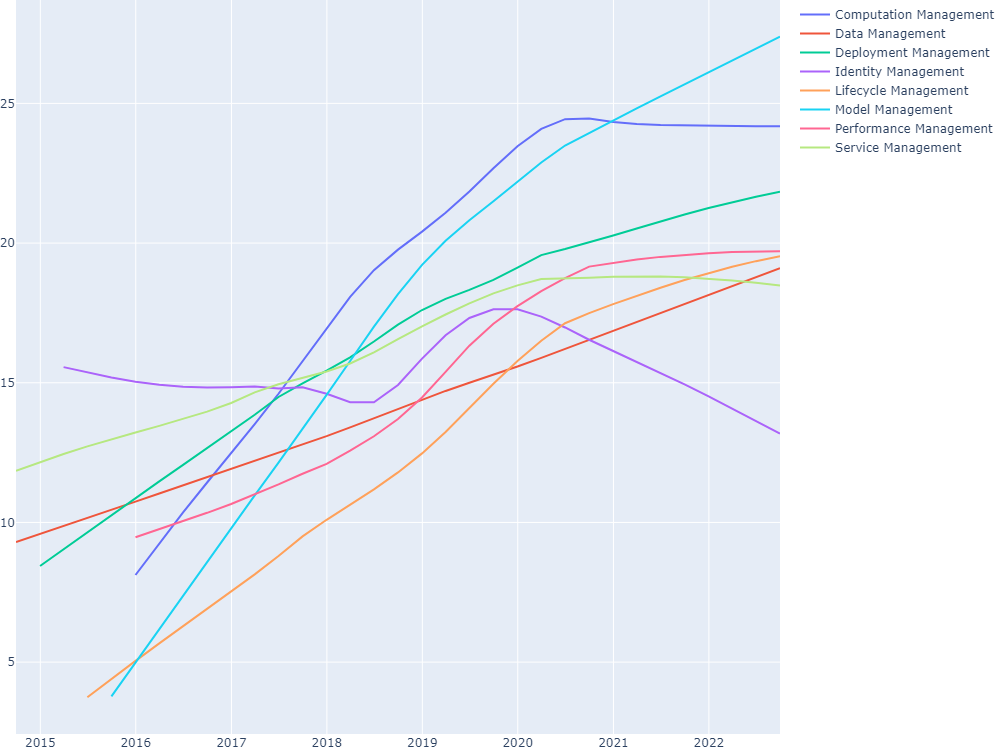 Computation Management
Data Management
Deployment Management
Identity Management
Lifecycle Management
Model Management
Performance Management
Service Management
25
20
15
10
5
2015 2016 2017 2018 2019 2020 2021 2022